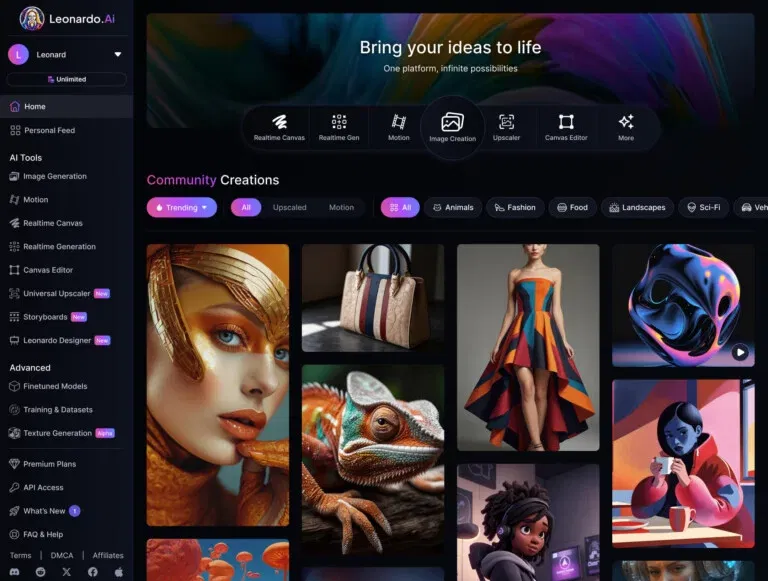 Leonardo.Ai
L
Leonard
Unlimited
Home
Personal Feed
AI Tools
Image Generation
Motion
Realtime Canvas
Realtime Generation
Canvas Editor
Universal Upscaler New
Storyboards New
Leonardo Designer New
Advanced
Finetuned Models
Training & Datasets
Texture Generation Alpha
Premium Plans
API Access
What's New 1
FAQ & Help
Terms | DMCA | Affiliates
Bring your ideas to life
One platform, infinite possibilities
Realtime Canvas
Realtime Gen
Motion
Image Creation
Upscaler
Canvas Editor
More
Community Creations
Trending
All
Upscaled
Motion
All
Animals
Fashion
Food
Landscapes
Sci-Fi
Veh